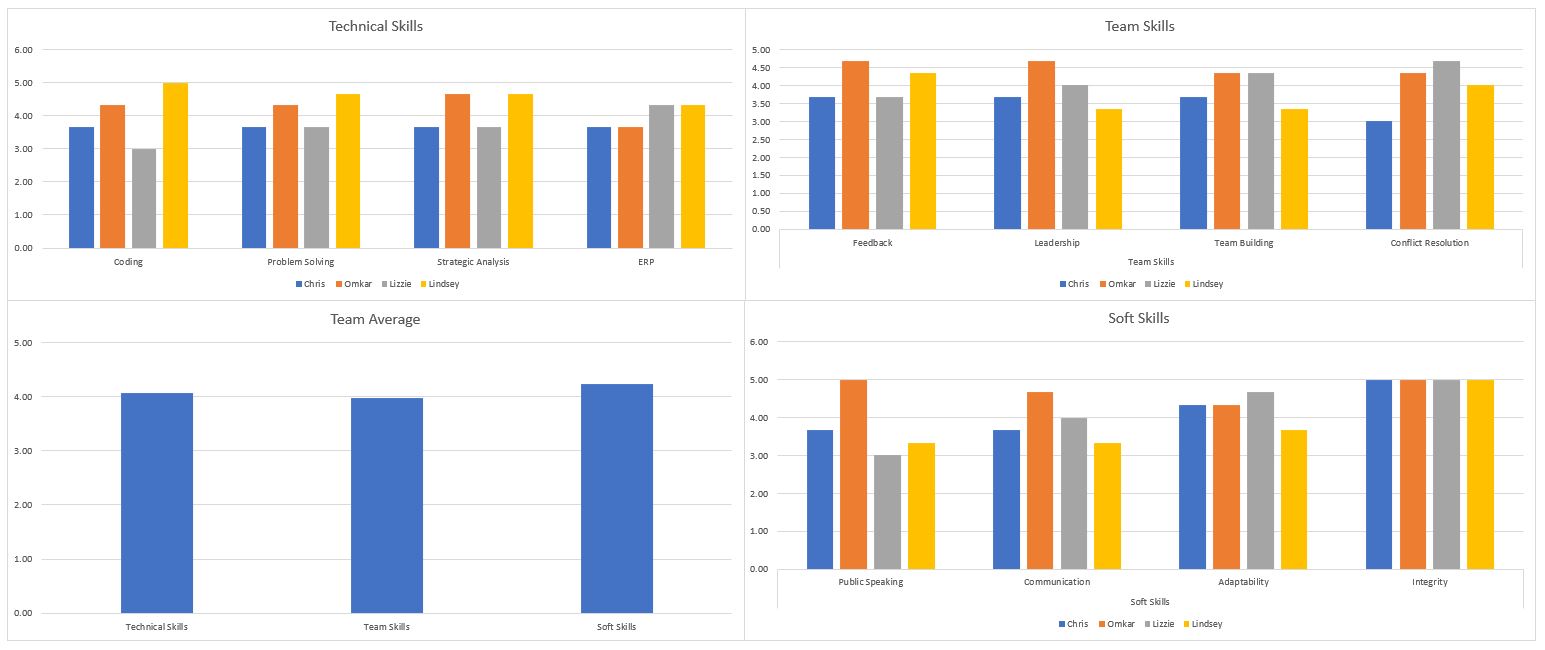 Technical Skills
6.00
5.00
4.00
3.00
2.00
1.00
0.00
Coding Problem Solving Strategic Analysis ERP
Chris Omkar Lizzie Lindsey
Team Skills
5.00
4.50
4.00
3.50
3.00
2.50
2.00
1.50
1.00
0.50
0.00
Feedback Leadership Team Building Conflict Resolution
Team Skills
Chris Omkar Lizzie Lindsey
Team Average
5.00
4.00
3.00
2.00
1.00
0.00
Technical Skills Team Skills Soft Skills
Soft Skills
6.00
5.00
4.00
3.00
2.00
1.00
0.00
Public Speaking Communication Adaptability Integrity
Soft Skills
Chris Omkar Lizzie Lindsey